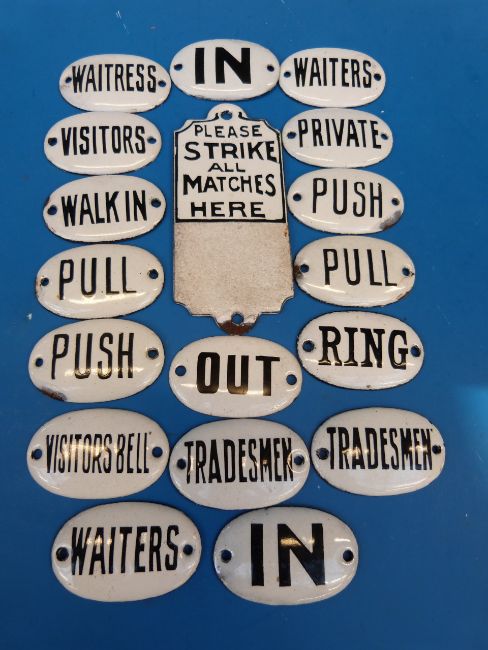 IN
WAITRESS
WAITERS
VISITORS
PLEASE
STRIKE
ALL
MATCHES
HERE
PRIVATE
WALK IN
PUSH
PULL
PULL
PUSH
OUT
RING
VISITORS BELL
TRADESMEN
TRADESMEN
WAITERS
IN